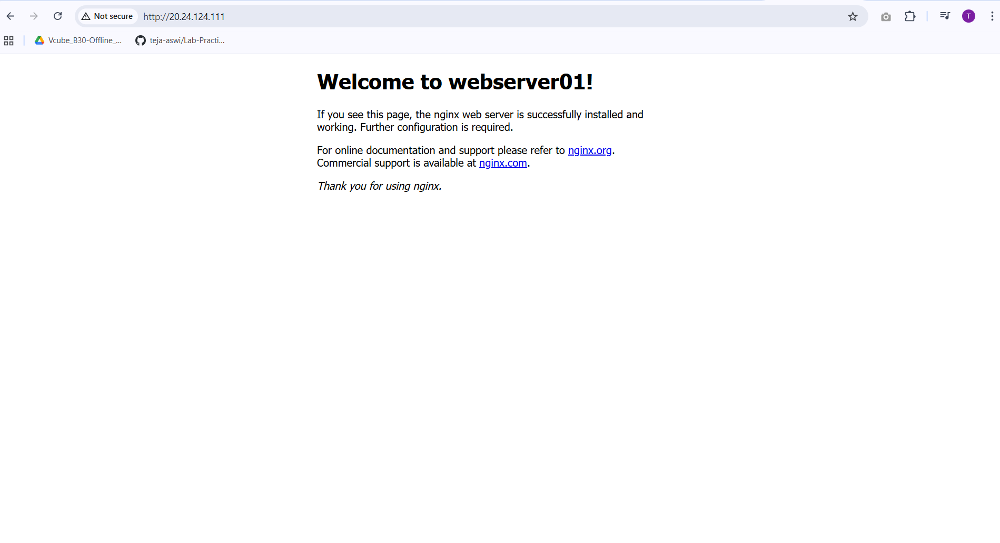 Not secure http://20.24.124.111
T
Vcube_B30-Offline_... teja-aswi/Lab-Practi...
Welcome to webserver01!
If you see this page, the nginx web server is successfully installed and
working. Further configuration is required.
For online documentation and support please refer to nginx.org.
Commercial support is available at nginx.com.
Thank you for using nginx.